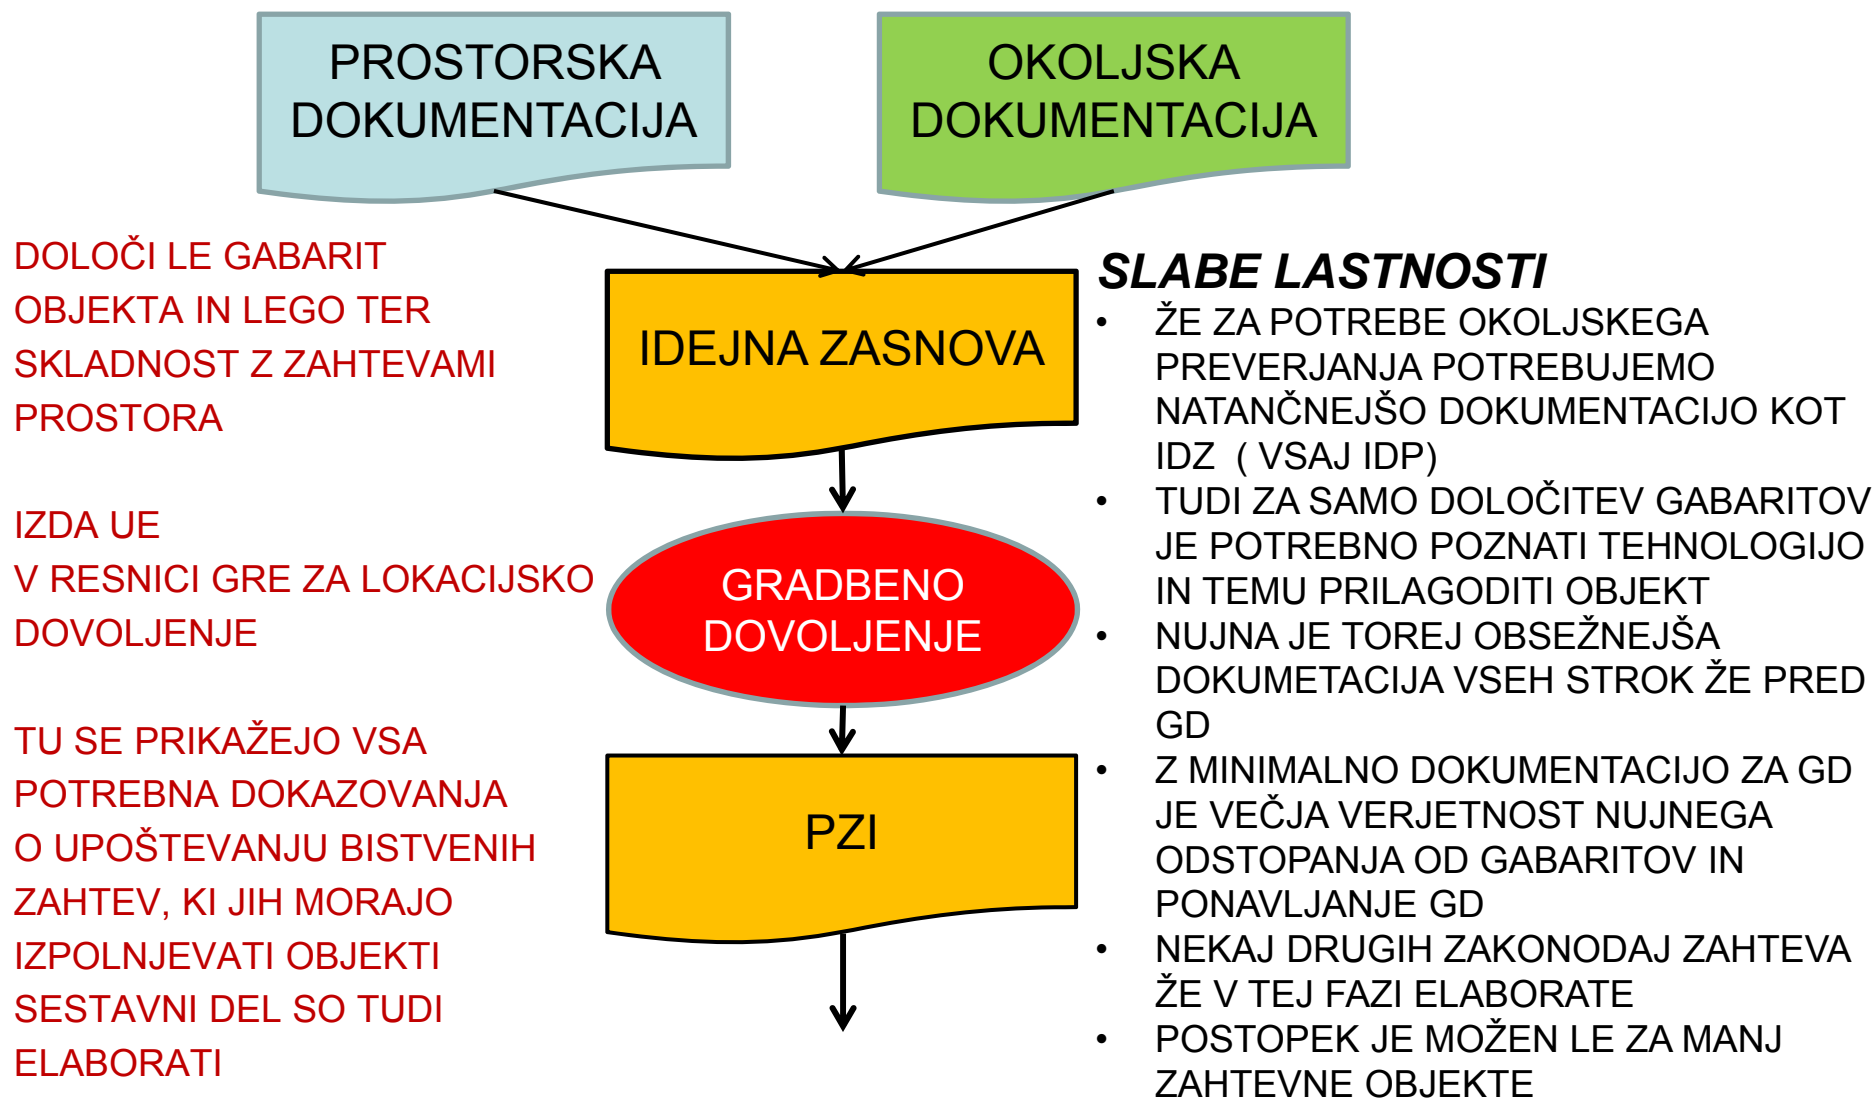 PROSTORSKA
DOKUMENTACIJA
OKOLJSKA
DOKUMENTACIJA
DOLOČI LE GABARIT
OBJEKTA IN LEGO TER
SKLADNOST Z ZAHTEVAMI
PROSTORA
IDEJNA ZASNOVA
IZDA UE
V RESNICI GRE ZA LOKACIJSKO
DOVOLJENJE
GRADBENO
DOVOLJENJE
TU SE PRIKAŽEJO VSA
POTREBNA DOKAZOVANJA
O UPOŠTEVANJU BISTVENIH
ZAHTEV, KI JIH MORAJO
IZPOLNJEVATI OBJEKTI
SESTAVNI DEL SO TUDI
ELABORATI
PZI
SLABE LASTNOSTI
• ŽE ZA POTREBE OKOLJSKEGA
PREVERJANJA POTREBUJEMO
NATANČNEJŠO DOKUMENTACIJO KOT
IDZ ( VSAJ IDP)
• TUDI ZA SAMO DOLOČITEV GABARITOV
JE POTREBNO POZNATI TEHNOLOGIJO
IN TEMU PRILAGODITI OBJEKT
• NUJNA JE TOREJ OBSEŽNEJŠA
DOKUMETACIJA VSEH STROK ŽE PRED
GD
• Z MINIMALNO DOKUMENTACIJO ZA GD
JE VEČJA VERJETNOST NUJNEGA
ODSTOPANJA OD GABARITOV IN
PONAVLJANJE GD
• NEKAJ DRUGIH ZAKONODAJ ZAHTEVA
ŽE V TEJ FAZI ELABORATE
• POSTOPEK JE MOŽEN LE ZA MANJ
ZAHTEVNE OBJEKTE